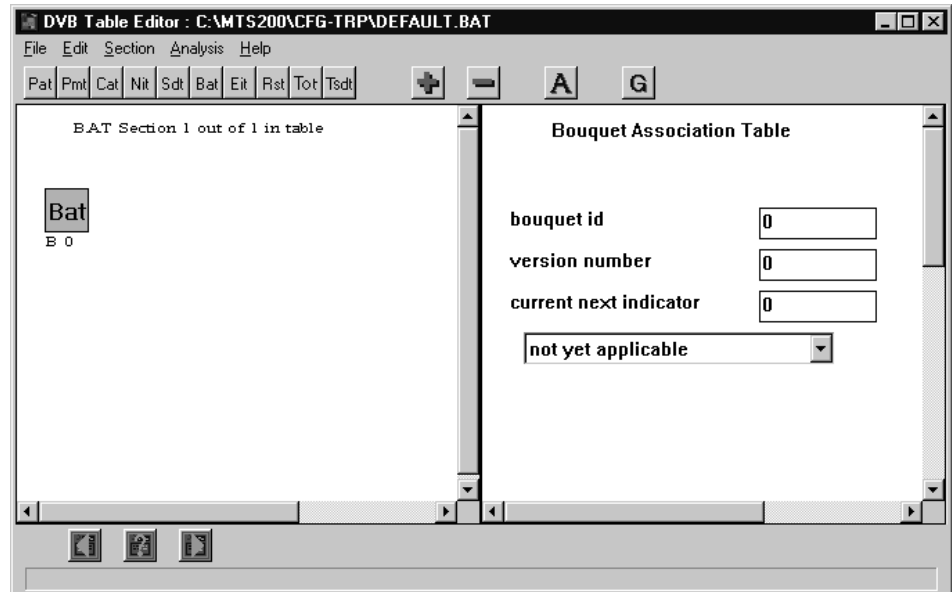 DVB Table Editor : C:\MTS200\CFG-TRP\DEFAULT.BAT
File Edit Section Analysis Help
Pat Pmt Cat Nit Sdt Bat Eit Rst Tot Tsdt A G
BAT Section 1 out of 1 in table
Bat
B 0
Bouquet Association Table
bouquet id 0
version number 0
current next indicator 0
not yet applicable